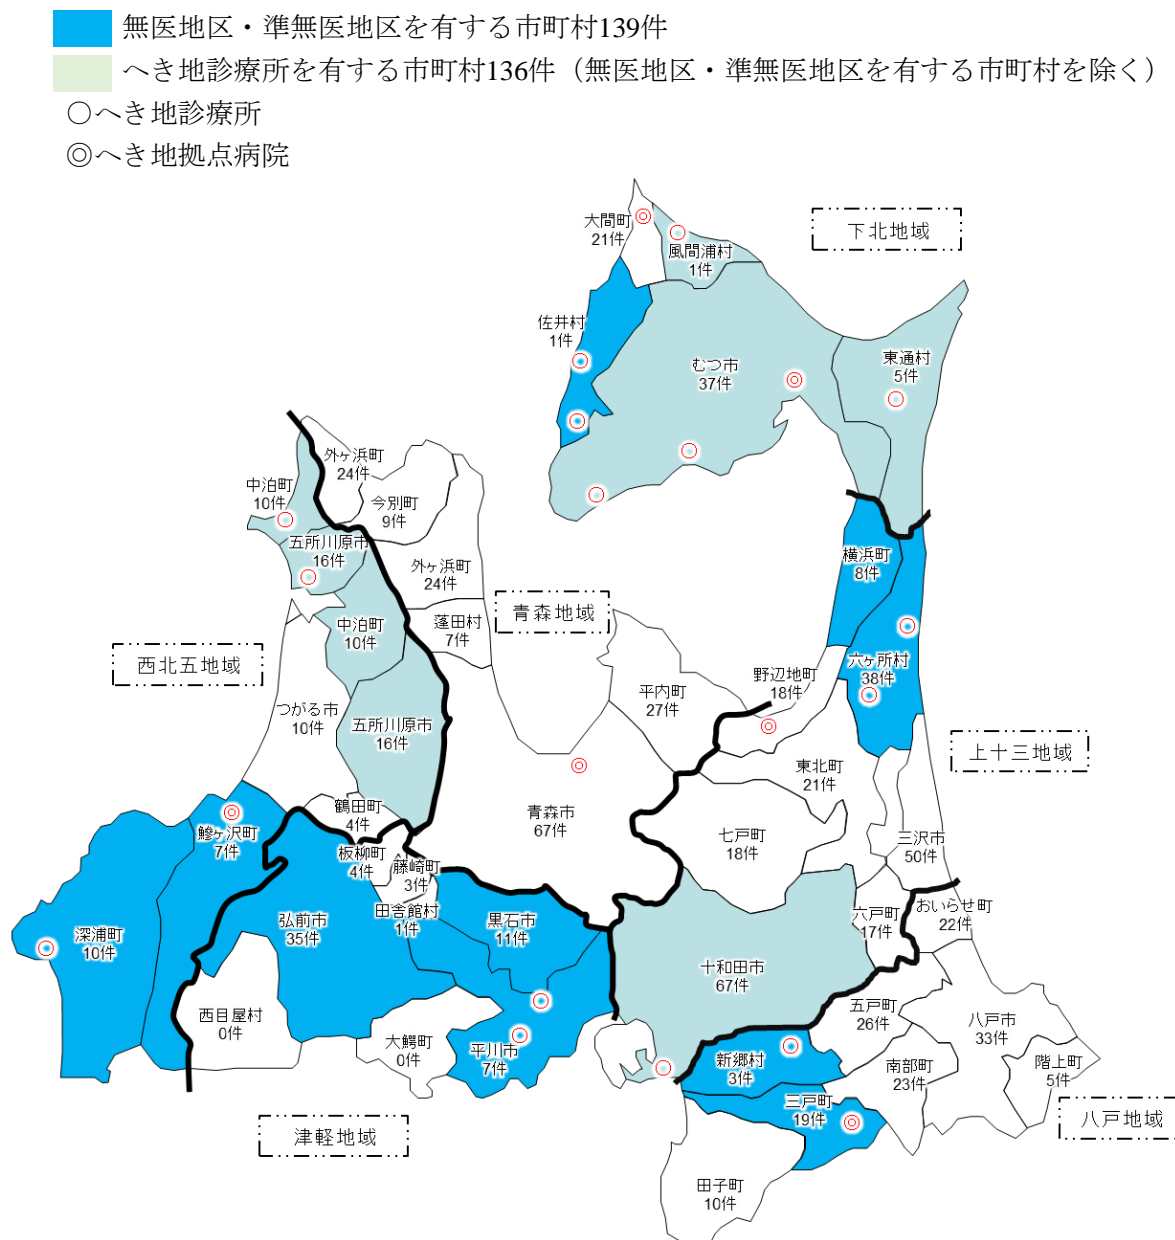 無医地区・準無医地区を有する市町村139件
へき地診療所を有する市町村136件（無医地区・準無医地区を有する市町村を除く）
○へき地診療所
◎へき地拠点病院
下北地域
大間町
21件
風間浦村
1件
佐井村
1件
むつ市
37件
東通村
5件
外ヶ浜町
24件
中泊町
10件
今別町
9件
五所川原市
16件
横浜町
8件
外ヶ浜町
24件
青森地域
蓬田村
7件
中泊町
10件
西北五地域
六ヶ所村
38件
野辺地町
18件
平内町
27件
つがる市
10件
五所川原市
16件
上十三地域
東北町
21件
青森市
67件
鶴田町
4件
鰺ヶ沢町
7件
七戸町
18件
三沢市
50件
板柳町
4件
藤崎町
3件
田舎館村
1件
弘前市
35件
黒石市
11件
深浦町
10件
六戸町
17件
おいらせ町
22件
十和田市
67件
西目屋村
0件
大鰐町
0件
平川市
7件
五戸町
26件
八戸市
33件
新郷村
3件
南部町
23件
階上町
5件
三戸町
19件
八戸地域
津軽地域
田子町
10件